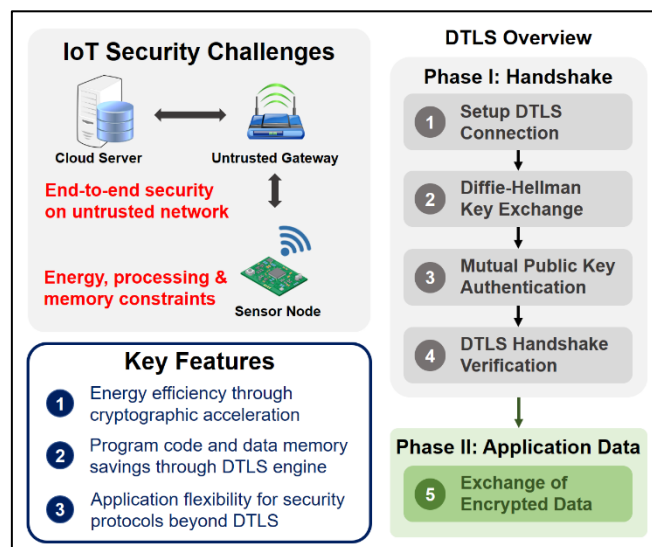 IoT Security Challenges
Cloud Server
Untrusted Gateway
End-to-end security
on untrusted network
Energy, processing &
memory constraints
Sensor Node
Key Features
1 Energy efficiency through
cryptographic acceleration
2 Program code and data memory
savings through DTLS engine
3 Application flexibility for security
protocols beyond DTLS
DTLS Overview
Phase I: Handshake
1 Setup DTLS
Connection
2 Diffie-Hellman
Key Exchange
3 Mutual Public Key
Authentication
4 DTLS Handshake
Verification
Phase II: Application Data
5 Exchange of
Encrypted Data